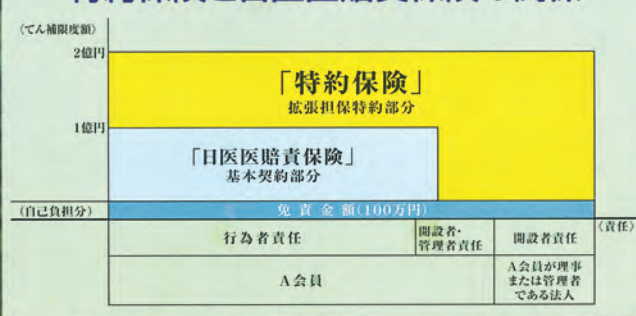 〈てん補限度額〉
2億円
「特約保険」
拡張担保特約部分
1億円
「日医医賠責保険」
基本契約部分
(自己負担分)
免責金額(100万円)
〈責任〉
行為者責任
開設者・
管理者責任
開設者責任
A会員
A会員が理事
または管理者
である法人